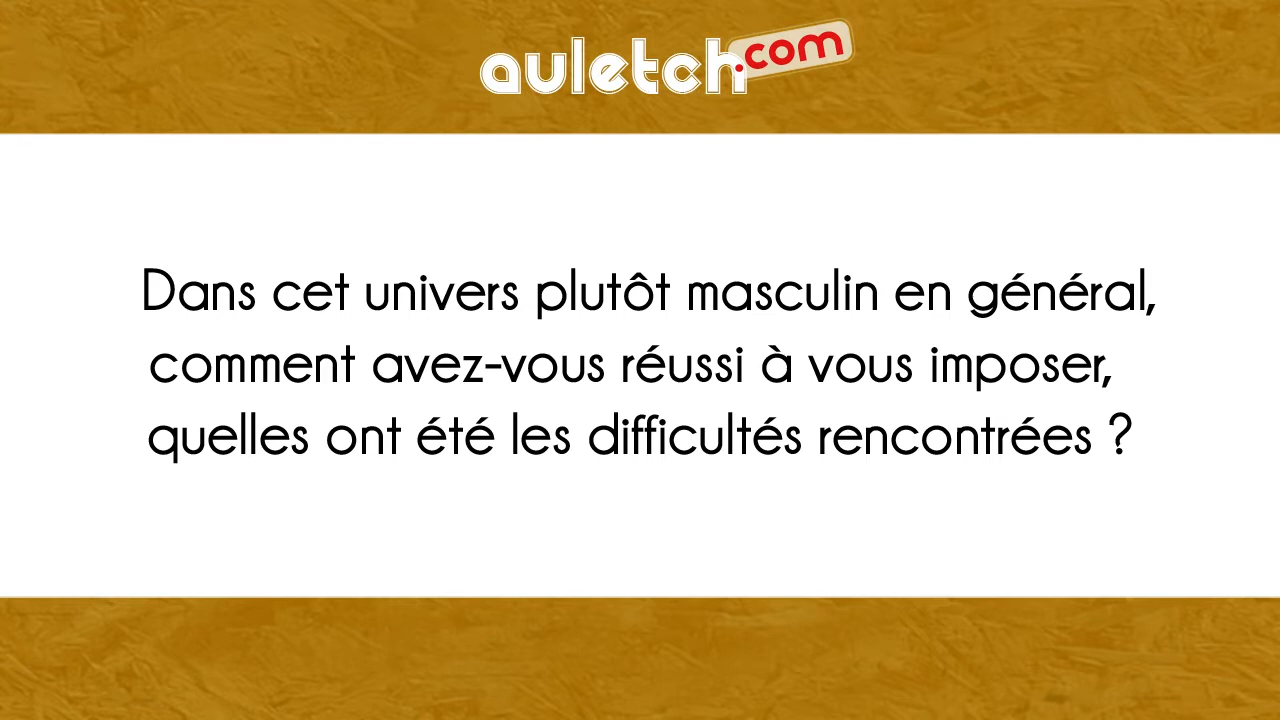 auletch.com
Dans cet univers plutôt masculin en général,
comment avez-vous réussi à vous imposer,
quelles ont été les difficultés rencontrées ?